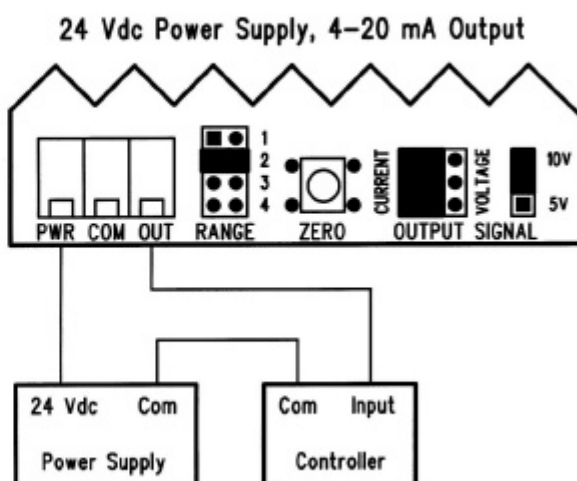 24 Vdc Power Supply, 4-20 mA Output
1
2
3
4
CURRENT
VOLTAGE
10V
5V
PWR COM OUT RANGE ZERO OUTPUT SIGNAL
24 Vdc Com
Power Supply
Com Input
Controller